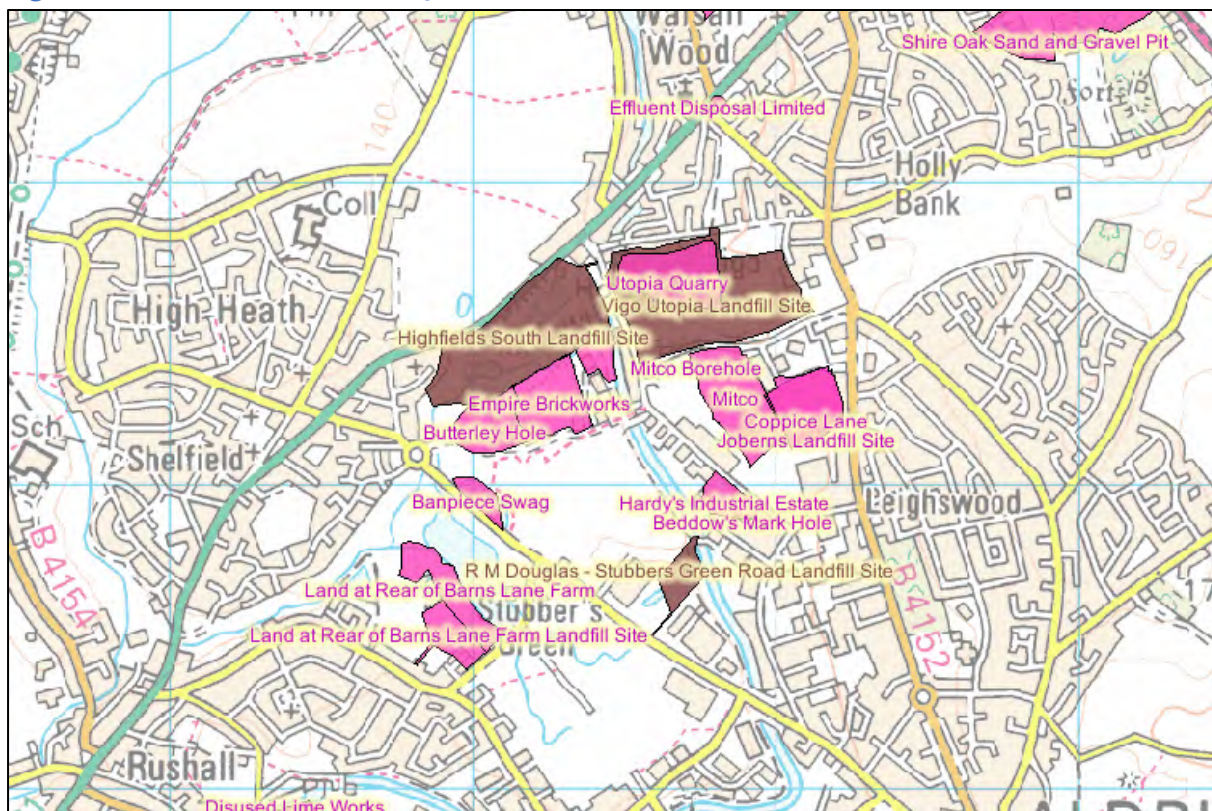 Wood
Shire Oak Sand and Gravel Pit
forts
Effluent Disposal Limited
140
Holly
Bank
Coll
160
Utopia Quarry
Vigo Utopia Landfill Site
High Heath
Highfields South Landfill Site
Mitco Borehole
Mitco
Empire Brickworks
Coppice Lane
Butterley Hole
Joberns Landfill Site
Sch
Shelfield
Banpiece Swag
Hardy's Industrial Estate
Leighswood
Beddow's Mark Hole
B4154
R M Douglas - Stubbers Green Road Landfill Site
Land at Rear of Barns Lane Farm
Stubber's
Green
Land at Rear of Barns Lane Farm Landfill Site
B 4152
17
Rushall
Disused Lime Works